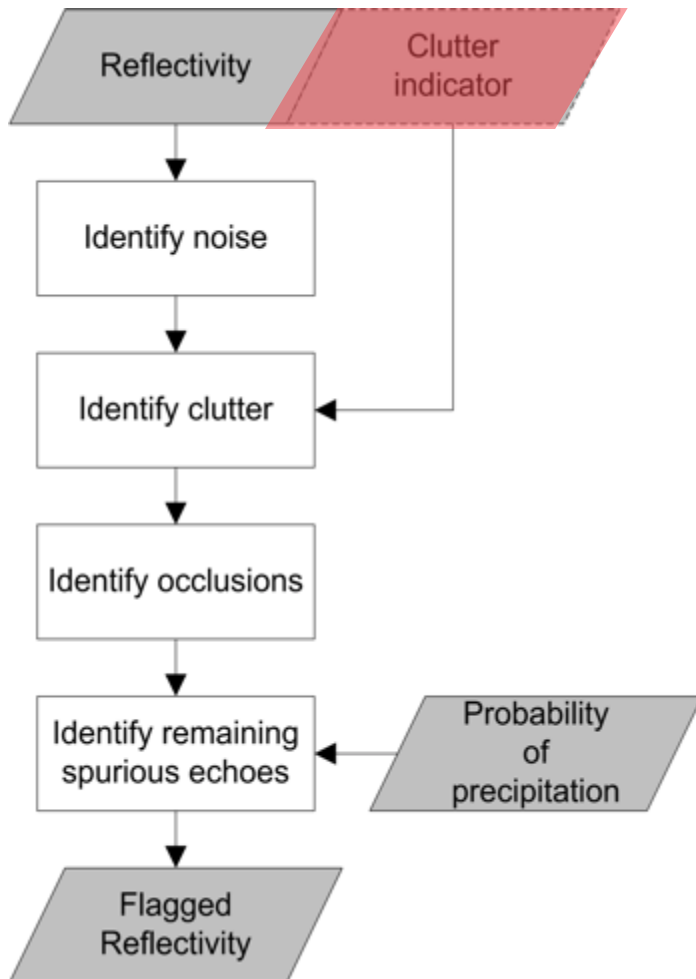 Reflectivity
Clutter
indicator
Identify noise
Identify clutter
Identify occlusions
Identify remaining
spurious echoes
Probability
of
precipitation
Flagged
Reflectivity